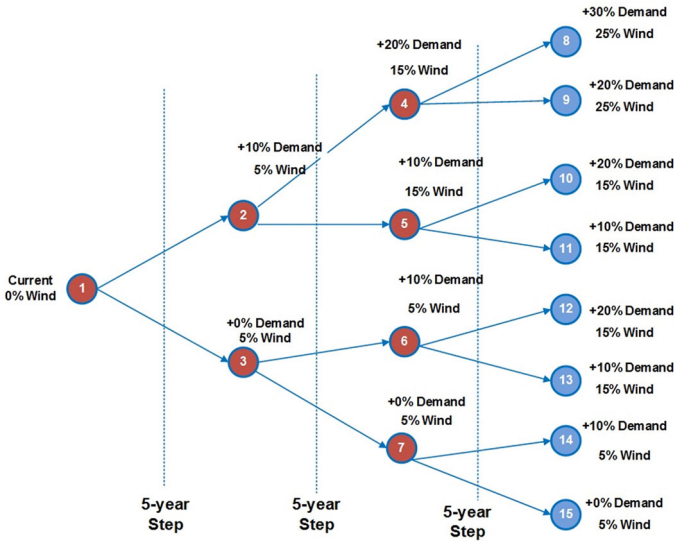 +30% Demand
8
25% Wind
+20% Demand
15% Wind
4
+20% Demand
9
25% Wind
+10% Demand
5% Wind
2
+10% Demand
15% Wind
5
+20% Demand
10
15% Wind
+10% Demand
11
15% Wind
Current
0% Wind
1
+0% Demand
5% Wind
3
+10% Demand
5% Wind
6
+20% Demand
12
15% Wind
+10% Demand
13
15% Wind
+0% Demand
5% Wind
7
+10% Demand
14
5% Wind
+0% Demand
15
5% Wind
5-year
Step
5-year
Step
5-year
Step